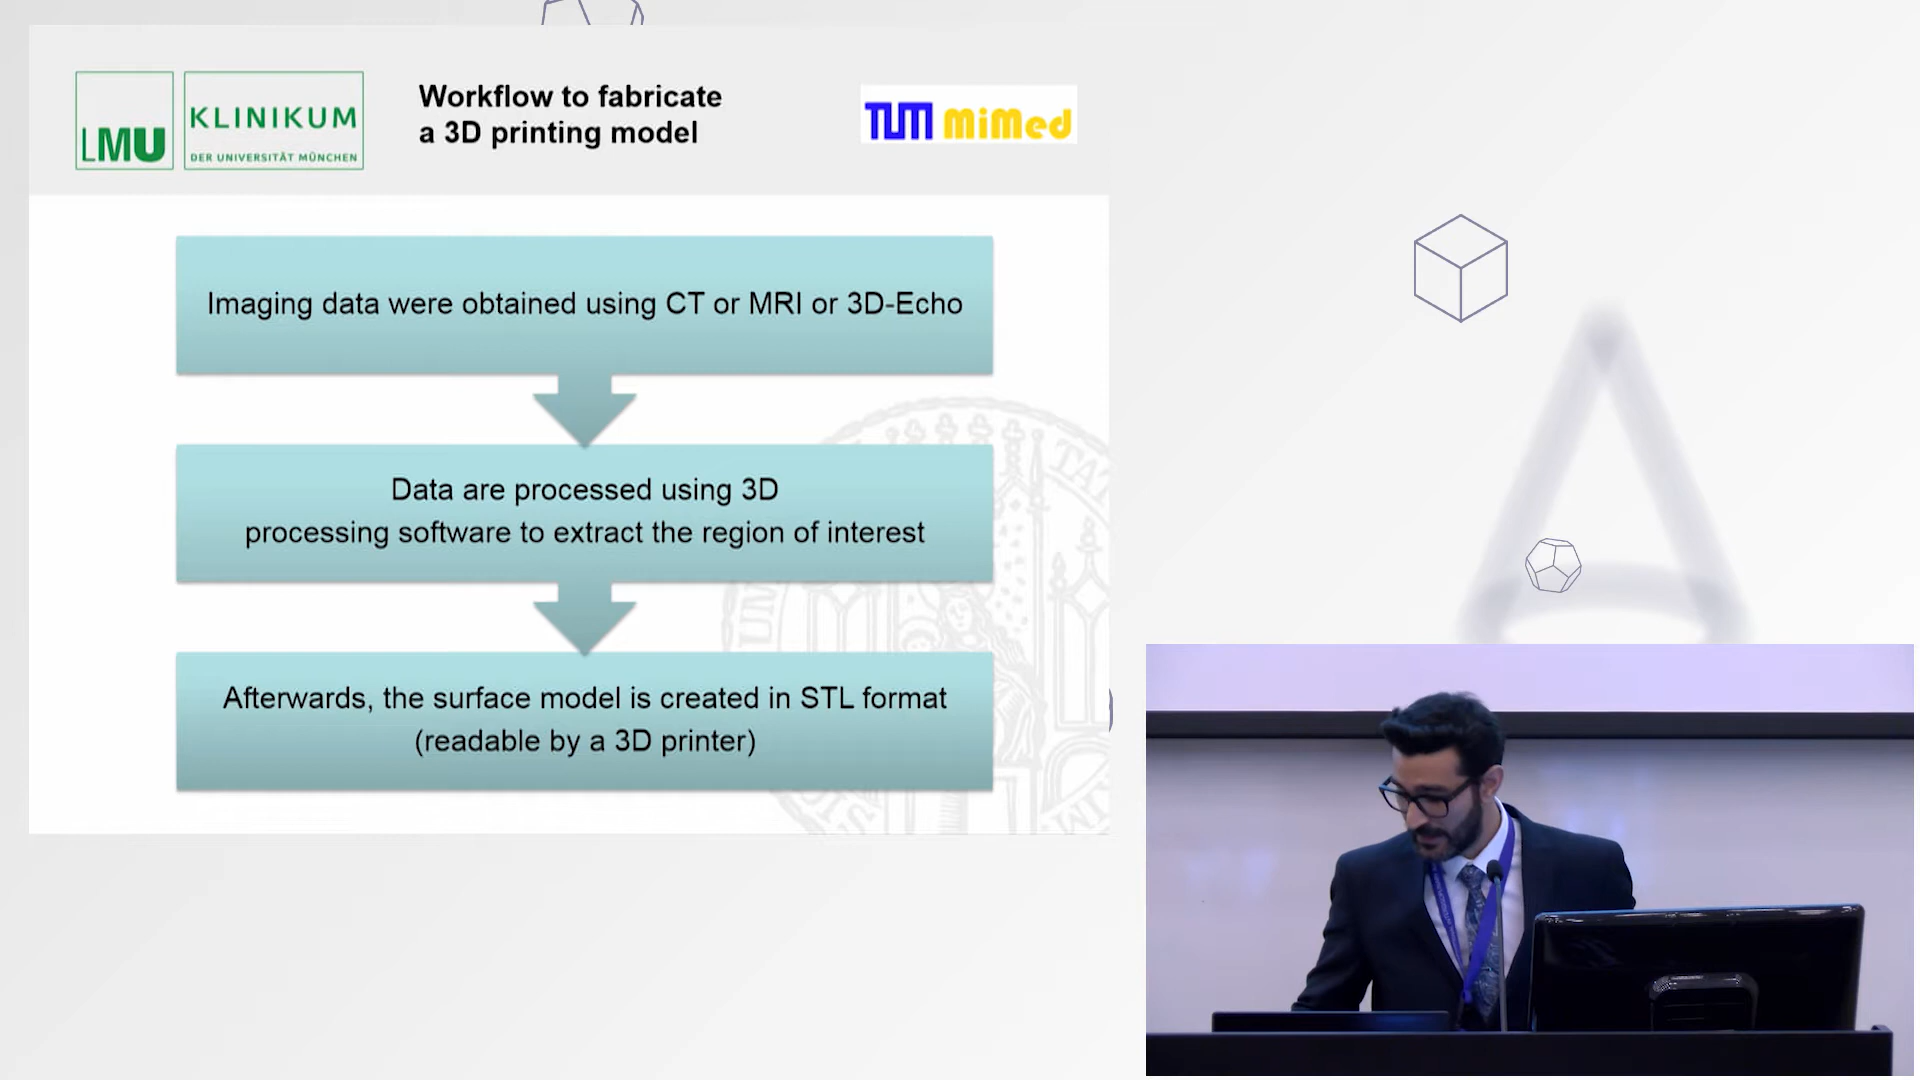 LMU
KLINIKUM
DER UNIVERSITÄT MÜNCHEN
Workflow to fabricate
a 3D printing model
TUM MiMed
Imaging data were obtained using CT or MRI or 3D-Echo
Data are processed using 3D
processing software to extract the region of interest
Afterwards, the surface model is created in STL format
(readable by a 3D printer)